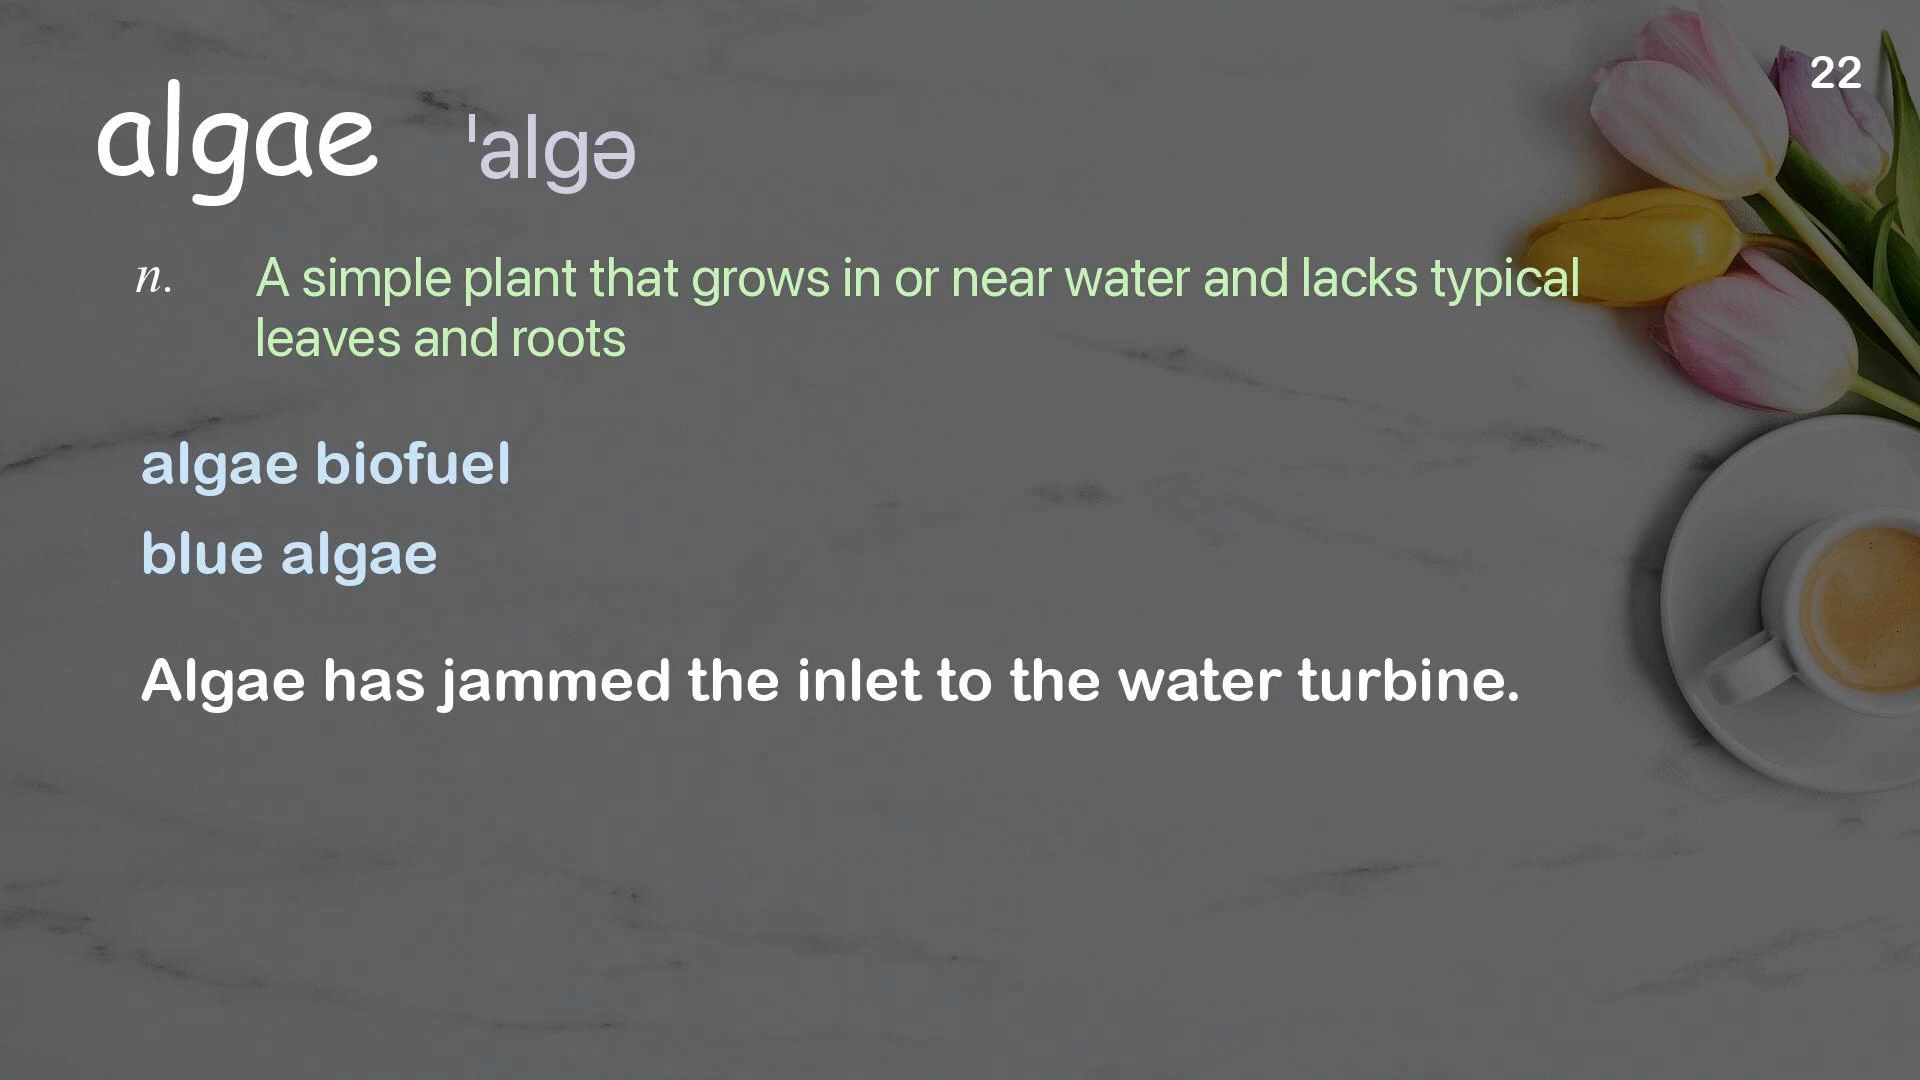 22
algae ˈalɡə
n. A simple plant that grows in or near water and lacks typical
leaves and roots
algae biofuel
blue algae
Algae has jammed the inlet to the water turbine.